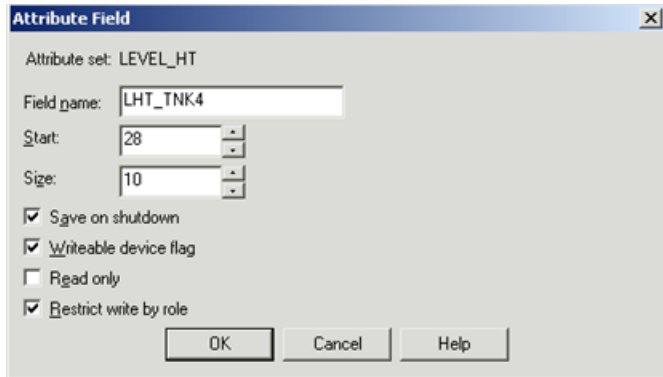 Attribute Field
Attribute set: LEVEL_HT
Field name: LHT_TNK4
Start: 28
Size: 10
Save on shutdown
Writeable device flag
Read only
Restrict write by role
OK Cancel Help